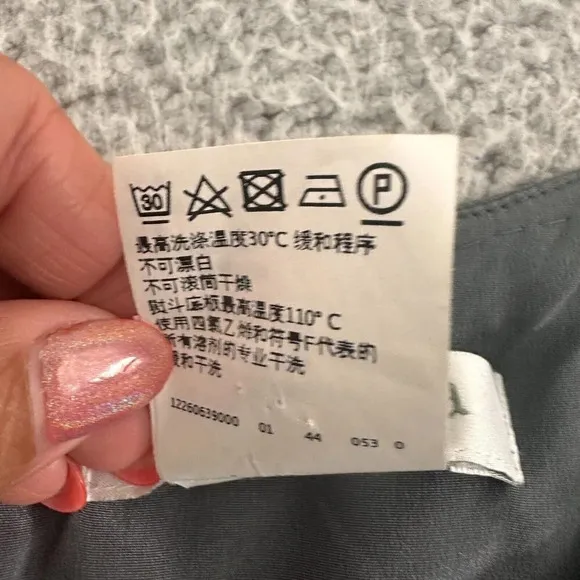 30 P
最高洗涤温度30°C 缓和程序
不可漂白
不可滚筒干燥
熨斗底板最高温度110° C
使用四氯乙烯和符号F代表的
所有溶剂的专业干洗
缓和干洗
12260639000 01 44 053 0